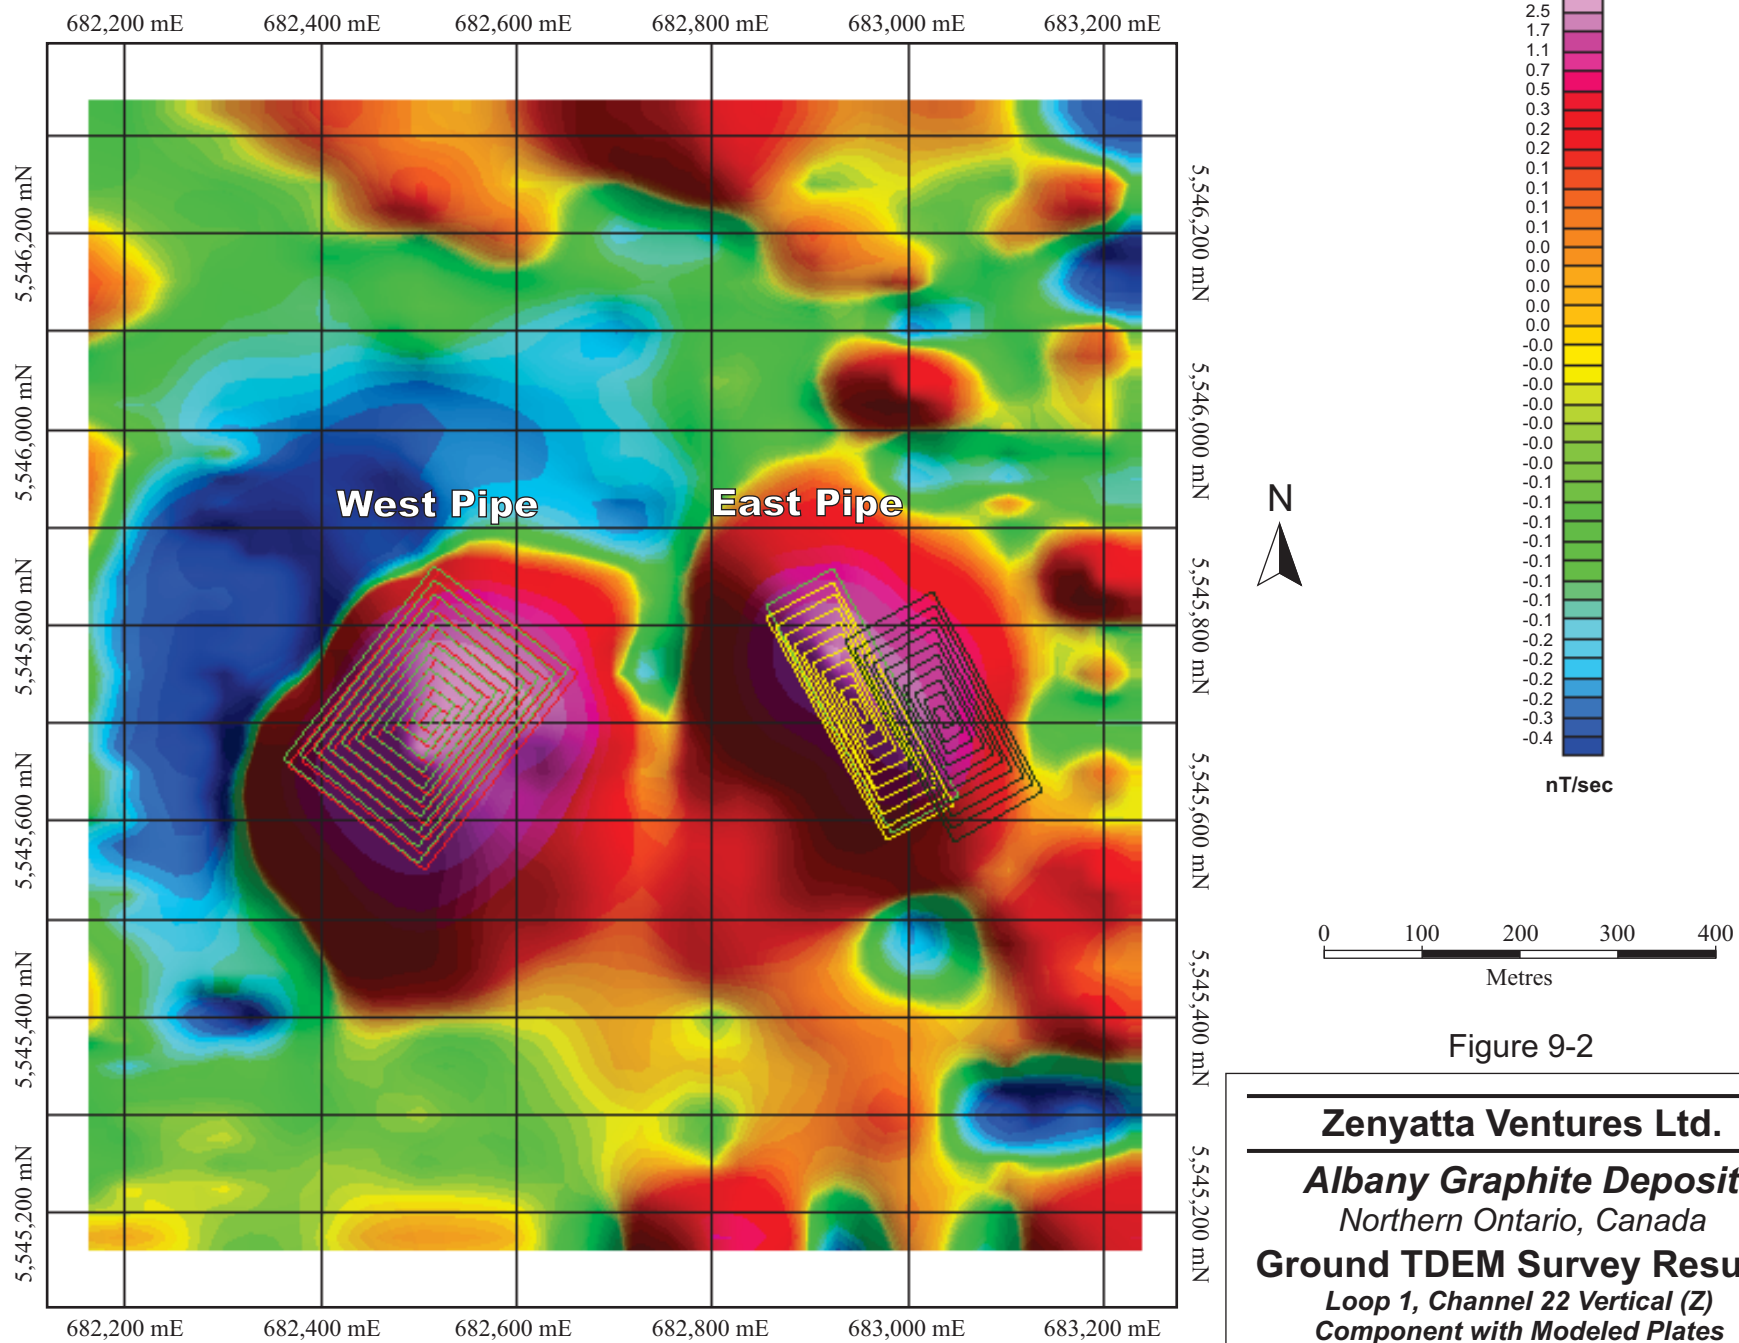 682,200 mE 682,400 mE 682,600 mE 682,800 mE 683,000 mE 683,200 mE
5,546,200 mN
5,546,000 mN
5,545,800 mN
5,545,600 mN
5,545,400 mN
5,545,200 mN
West Pipe
East Pipe
5,546,200 mN
5,546,000 mN
5,545,800 mN
5,545,600 mN
5,545,400 mN
5,545,200 mN
682,200 mE 682,400 mE 682,600 mE 682,800 mE 683,000 mE 683,200 mE
2.5
1.7
1.1
0.7
0.5
0.3
0.2
0.2
0.1
0.1
0.1
0.1
0.0
0.0
0.0
0.0
0.0
-0.0
-0.0
-0.0
-0.0
-0.0
-0.0
-0.1
-0.1
-0.1
-0.1
-0.1
-0.1
-0.1
-0.1
-0.2
-0.2
-0.2
-0.2
-0.3
-0.4
nT/sec
N
0 100 200 300 400
Metres
Figure 9-2
Zenyatta Ventures Ltd.
Albany Graphite Deposit
Northern Ontario, Canada
Ground TDEM Survey Resu
Loop 1, Channel 22 Vertical (Z)
Component with Modeled Plates